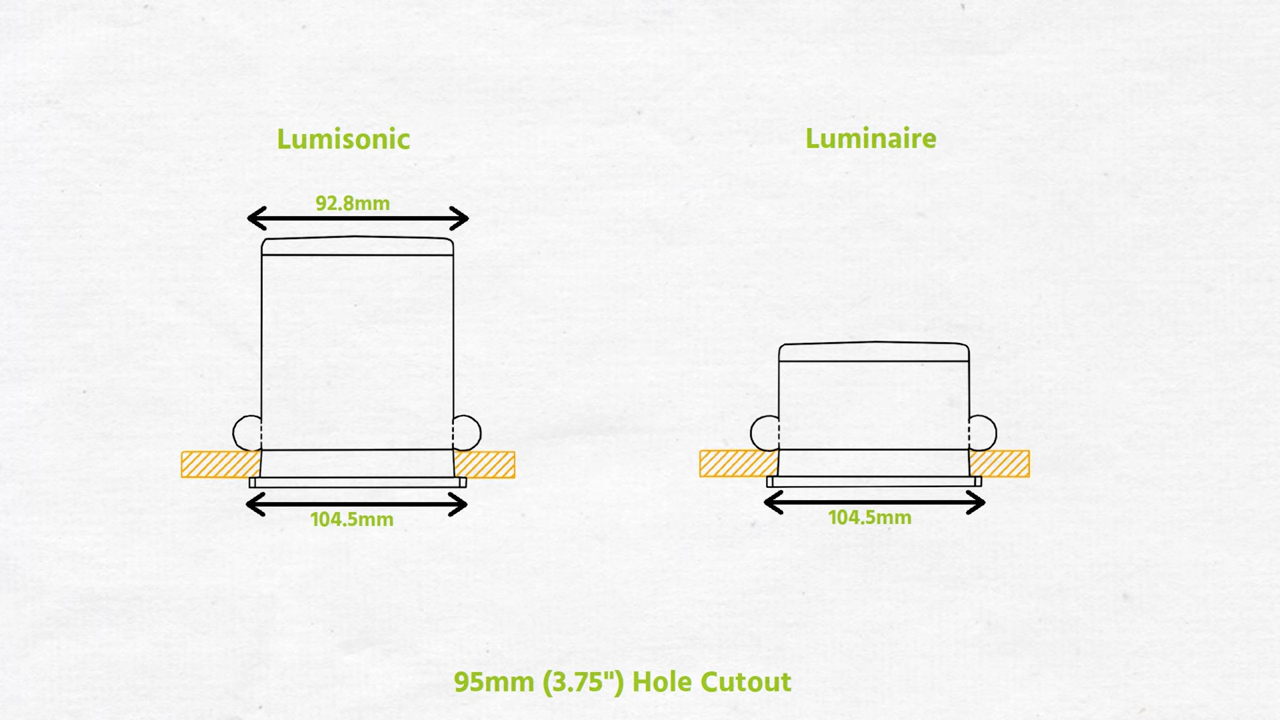 Lumisonic
Luminaire
92.8mm
104.5mm
104.5mm
95mm (3.75") Hole Cutout